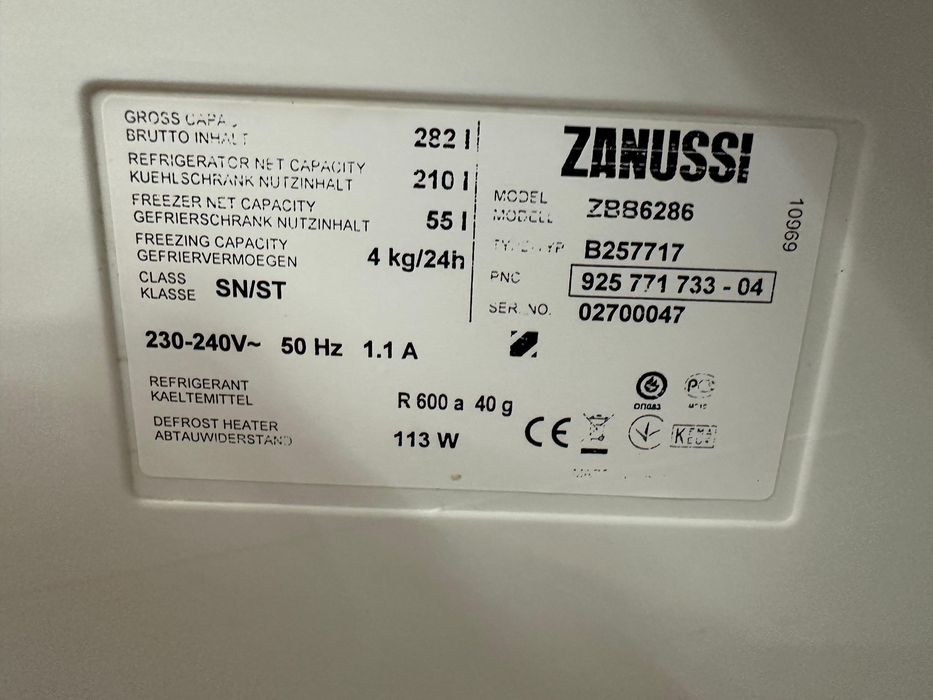 GROSS
BRUTTO INHALT
282 l
REFRIGERATOR NET CAPACITY
KUEHLSCHRANK NUTZINHALT
210 l
FREEZER NET CAPACITY
GEFRIERSCHRANK NUTZINHALT
55 l
FREEZING CAPACITY
GEFRIERVERMOEGEN
4 kg/24h
CLASS
KLASSE
SN/ST
230-240V~ 50 Hz 1.1 A
REFRIGERANT
KAELTEMITTEL
R 600 a 40 g
DEFROST HEATER
ABTAUWIDERSTAND
113 W
ZANUSSI
MODEL
MODELL
ZBB6286
B257717
PNC
925 771 733 - 04
SER. NO.
02700047
10969
CE
KEMA